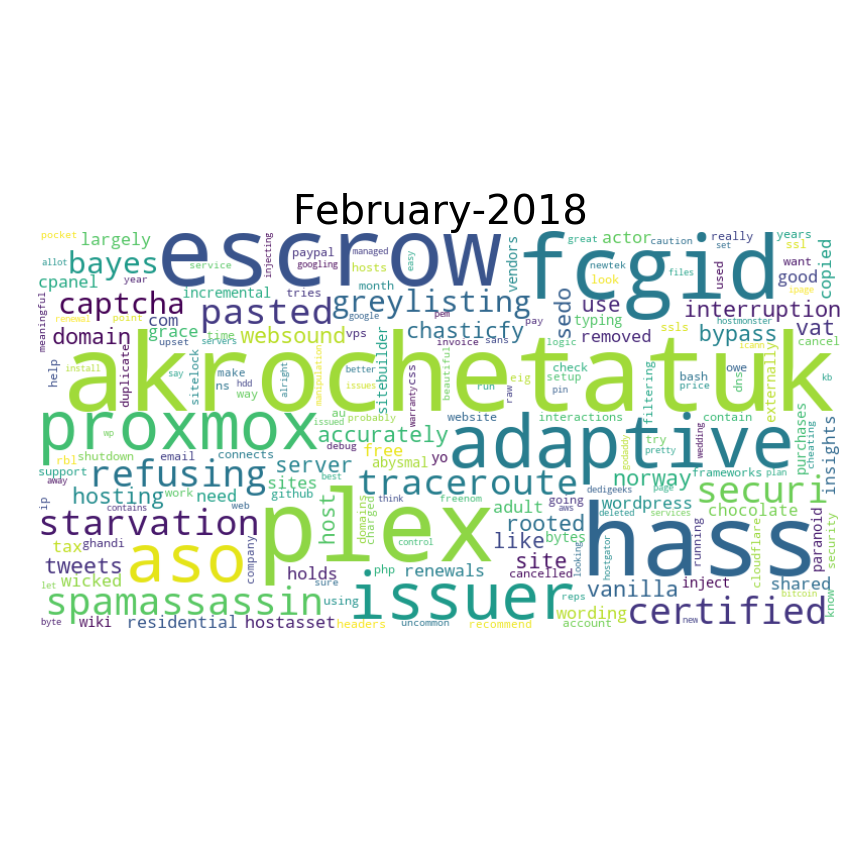 February-2018
pocket
largely
escrow
injecting
paypal
googling
managed
hosts
easy
vendors
fcgid
great
actor
caution
really
set
years
ssl
want
good
copied
allot
bayes
service
newtek
look
files
used
cpanel
year
incremental
tries
month
greylisting
sedo
use
interruption
ipage
meaningful
captcha
com
pasted
google
pem
chasticfy
pay
typing
hostmonster
vat
renewal
point
grace
time
websound
vps
removed
ssls
bypass
domain
duplicate
upset
servers
sitebuilder
invoice
sans
logic
icann
cancel
help
install
akrochetatuk
say
sitelock
make
ns
hdd
way
alright
manipulation
better
issues
css
warranty
beautiful
run
eig
raw
check
setup
pin
filtering
bash
price
owe
dns
externally
kb
proxmox
wp
au
issued
probably
accurately
debug
free
website
yo
adaptive
interactions
contain
try
pretty
godaddy
wedding
purchases
cheating
insights
rbl
shutdown
email
connects
support
away
refusing
server
abysmal
traceroute
norway
frameworks
plan
page
securi
hosting
work
need
sites
github
best
host
think
freenom
adult
going
aws
dedigeeks
wordpress
deleted
services
chocolate
ip
contains
web
starvation
plex
domains
charged
control
rooted
like
bytes
looking
hostgator
hass
running
cloudflare
paranoid
security
tax
ghandi
aso
company
tweets
holds
sure
php
renewals
site
cancelled
let
wicked
using
issuer
reps
vanilla
inject
shared
bitcoin
know
spamassassin
wording
certified
byte
wiki
residential
hostasset
headers
uncommon
recommend
account
new